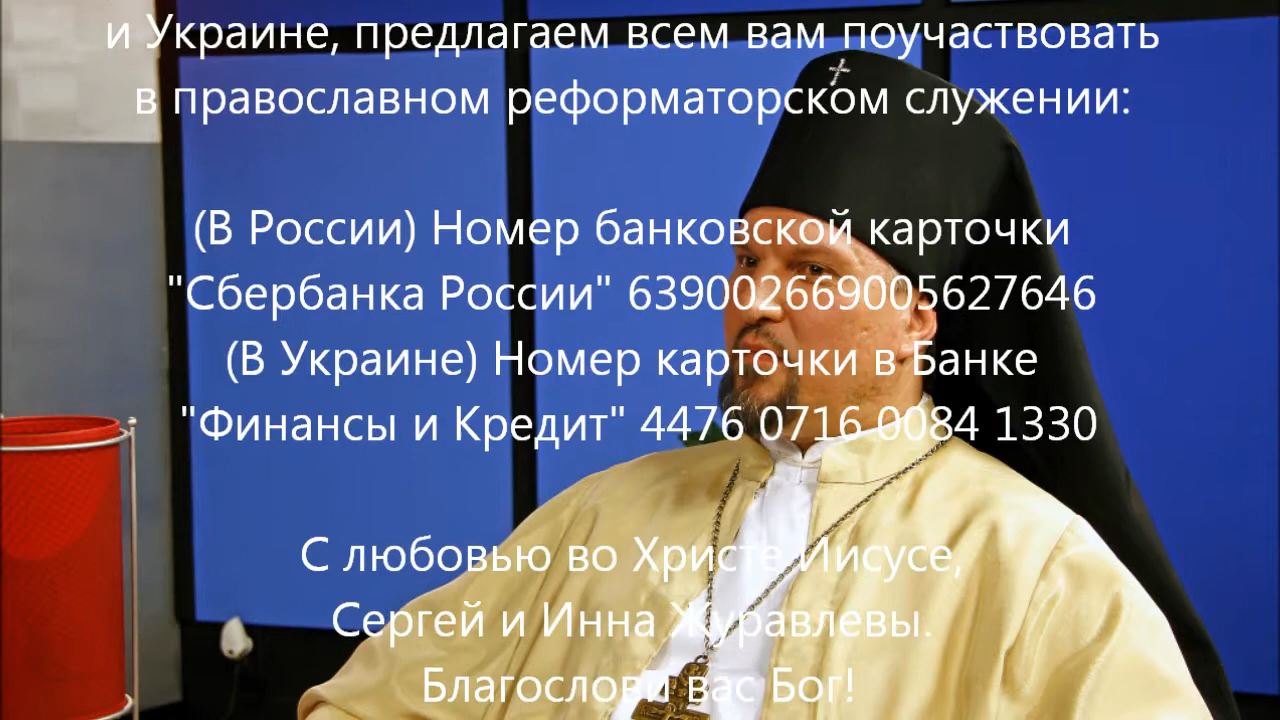 и Украине, предлагаем всем вам поучаствовать
в православном реформаторском служении:
(В России) Номер банковской карточки
"Сбербанка России" 639002669005627646
(В Украине) Номер карточки в Банке
"Финансы и Кредит" 4476 0716 0084 1330
С любовью во Христе Иисусе,
Сергей и Инна Журавлевы.
Благослови вас Бог!